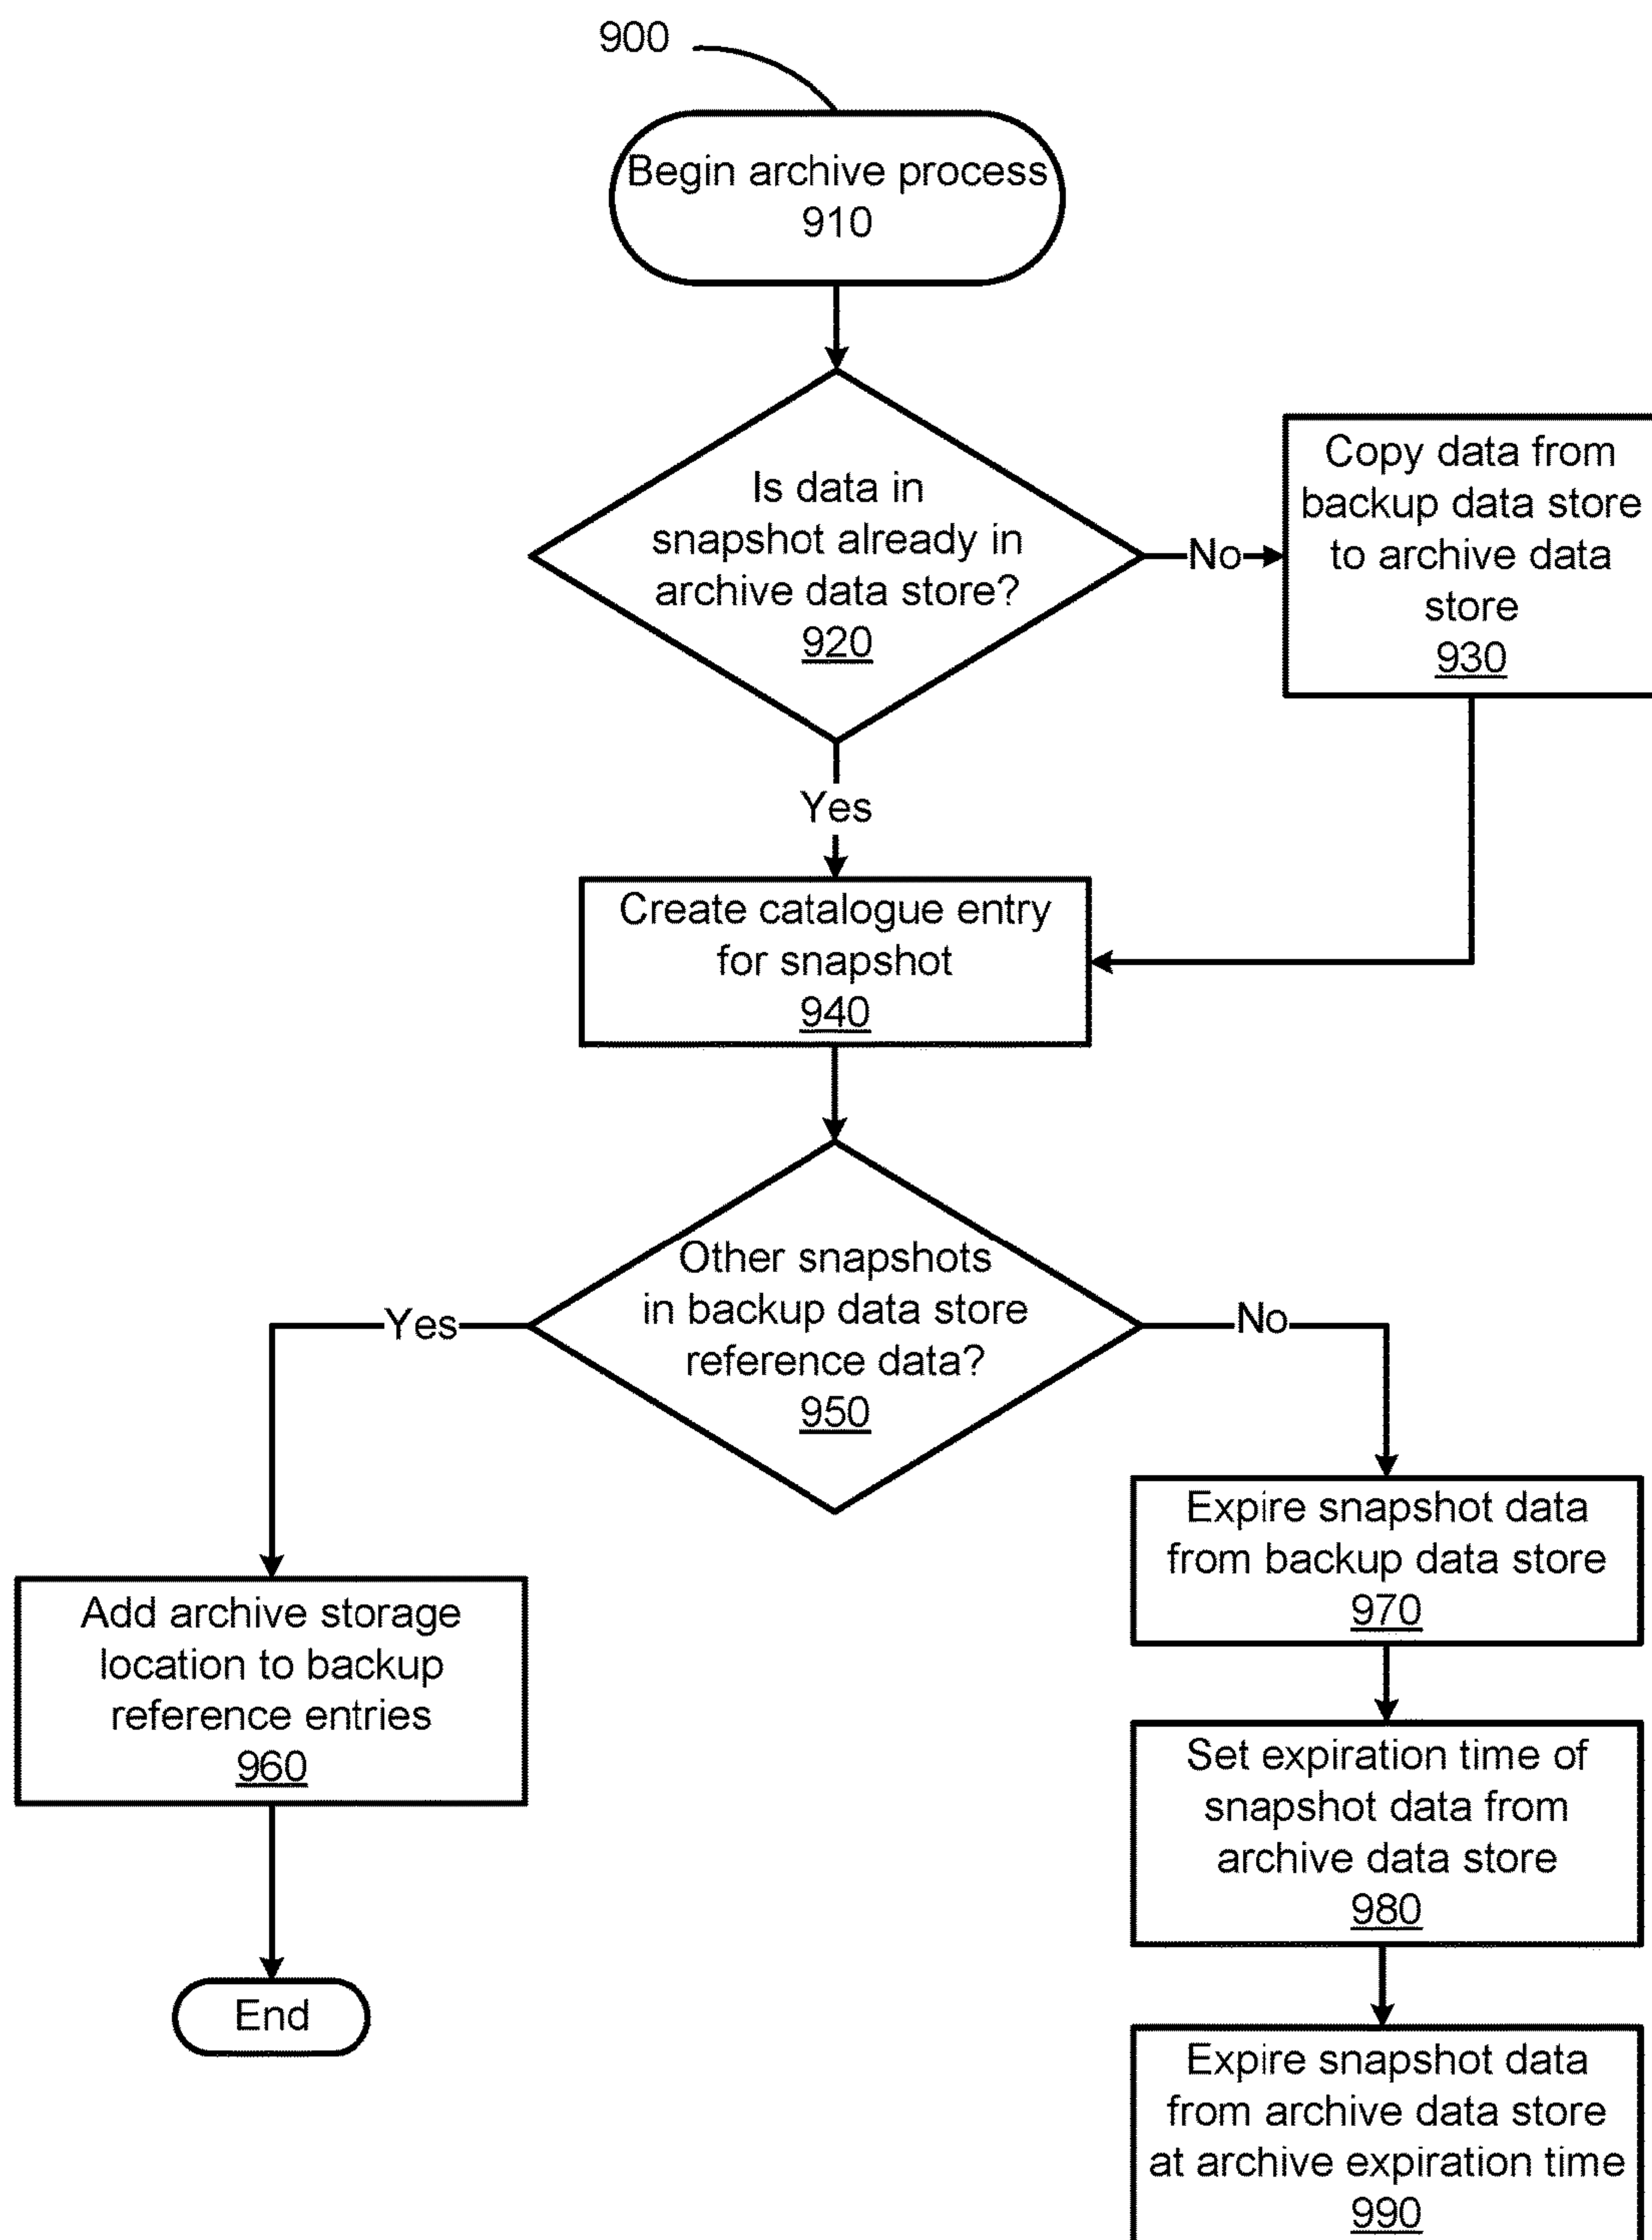 900
Begin archive process
910
Is data in
snapshot already in
archive data store?
920
No
Copy data from
backup data store
to archive data
store
930
Yes
Create catalogue entry
for snapshot
940
Other snapshots
in backup data store
reference data?
950
Yes
No
Add archive storage
location to backup
reference entries
960
End
Expire snapshot data
from backup data store
970
Set expiration time of
snapshot data from
archive data store
980
Expire snapshot data
from archive data store
at archive expiration time
990